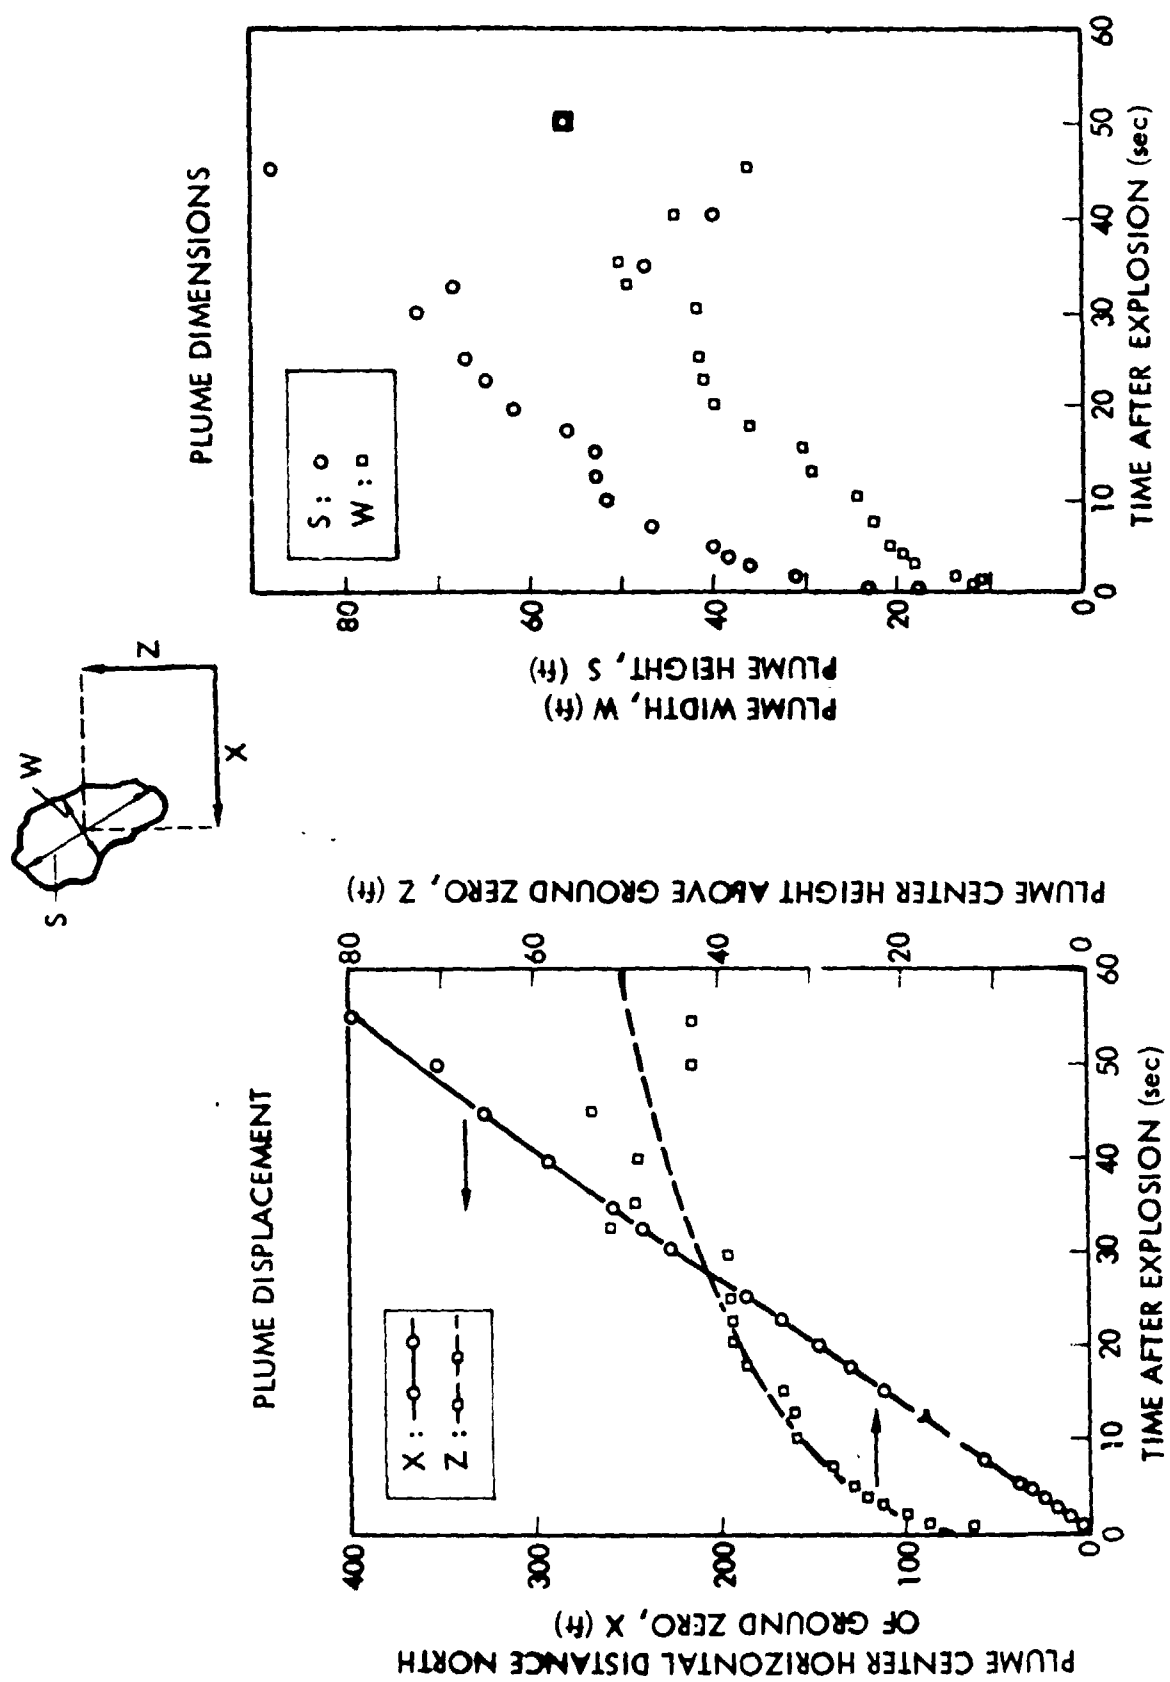 PLUME DISPLACEMENT
X :
Z :
PLUME CENTER HORIZONTAL DISTANCE NORTH
OF GROUND ZERO, X (ft)
400
300
200
100
0
0 10 20 30 40 50 60
TIME AFTER EXPLOSION (sec)
80
60
40
20
0
PLUME CENTER HEIGHT ABOVE GROUND ZERO, Z (ft)
S
W
X
Z
PLUME DIMENSIONS
S :
W :
PLUME WIDTH, W (ft)
PLUME HEIGHT, S (ft)
80
60
40
20
0
0 10 20 30 40 50 60
TIME AFTER EXPLOSION (sec)